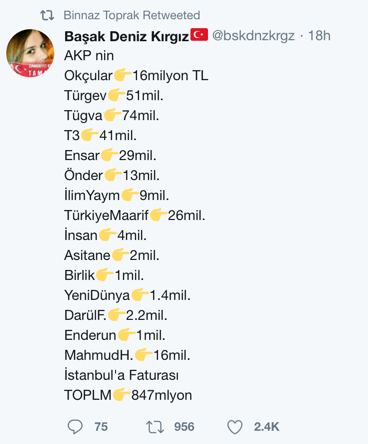 Binnaz Toprak Retweeted
Başak Deniz Kırgız🇹🇷 @bskdnzkrgz · 18h
AKP nin
Okçular👉16milyon TL
Türgev👉51mil.
Tügva👉74mil.
T3👉41mil.
Ensar👉29mil.
Önder👉13mil.
İlimYaym👉9mil.
TürkiyeMaarif👉26mil.
İnsan👉4mil.
Asitane👉2mil.
Birlik👉1mil.
YeniDünya👉1.4mil.
DarülF.👉2.2mil.
Enderun👉1mil.
MahmudH.👉16mil.
İstanbul'a Faturası
TOPLM👉847mlyon
75 956 2.4K